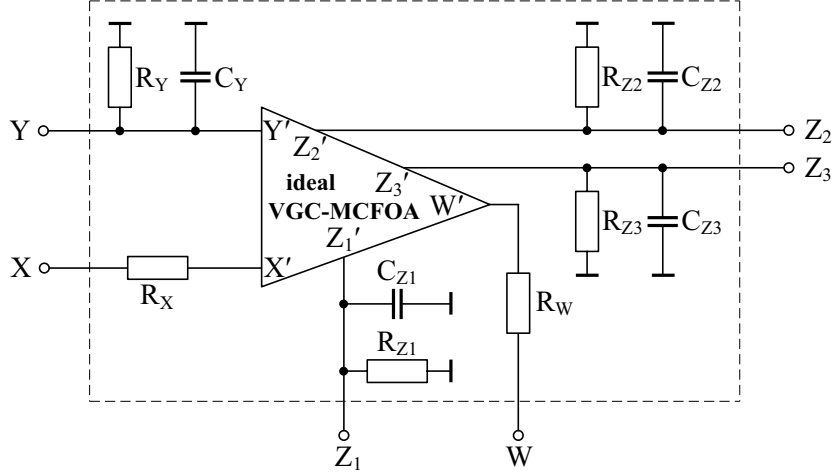 R_Y
C_Y
R_Z2
C_Z2
Y
Y′
Z_2′
Z_2
Z_3
Z_3′
ideal
VGC-MCFOA
W′
Z_1′
R_Z3
C_Z3
X
X′
R_X
C_Z1
R_W
R_Z1
Z_1
W